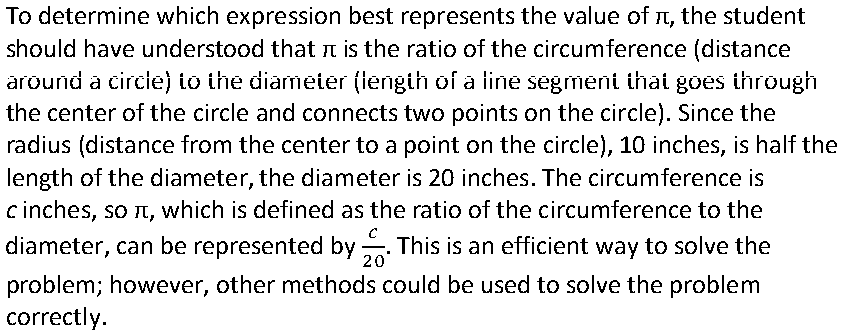 To determine which expression best represents the value of π, the student
should have understood that π is the ratio of the circumference (distance
around a circle) to the diameter (length of a line segment that goes through
the center of the circle and connects two points on the circle). Since the
radius (distance from the center to a point on the circle), 10 inches, is half the
length of the diameter, the diameter is 20 inches. The circumference is
c inches, so π, which is defined as the ratio of the circumference to the
diameter, can be represented by c/20. This is an efficient way to solve the
problem; however, other methods could be used to solve the problem
correctly.